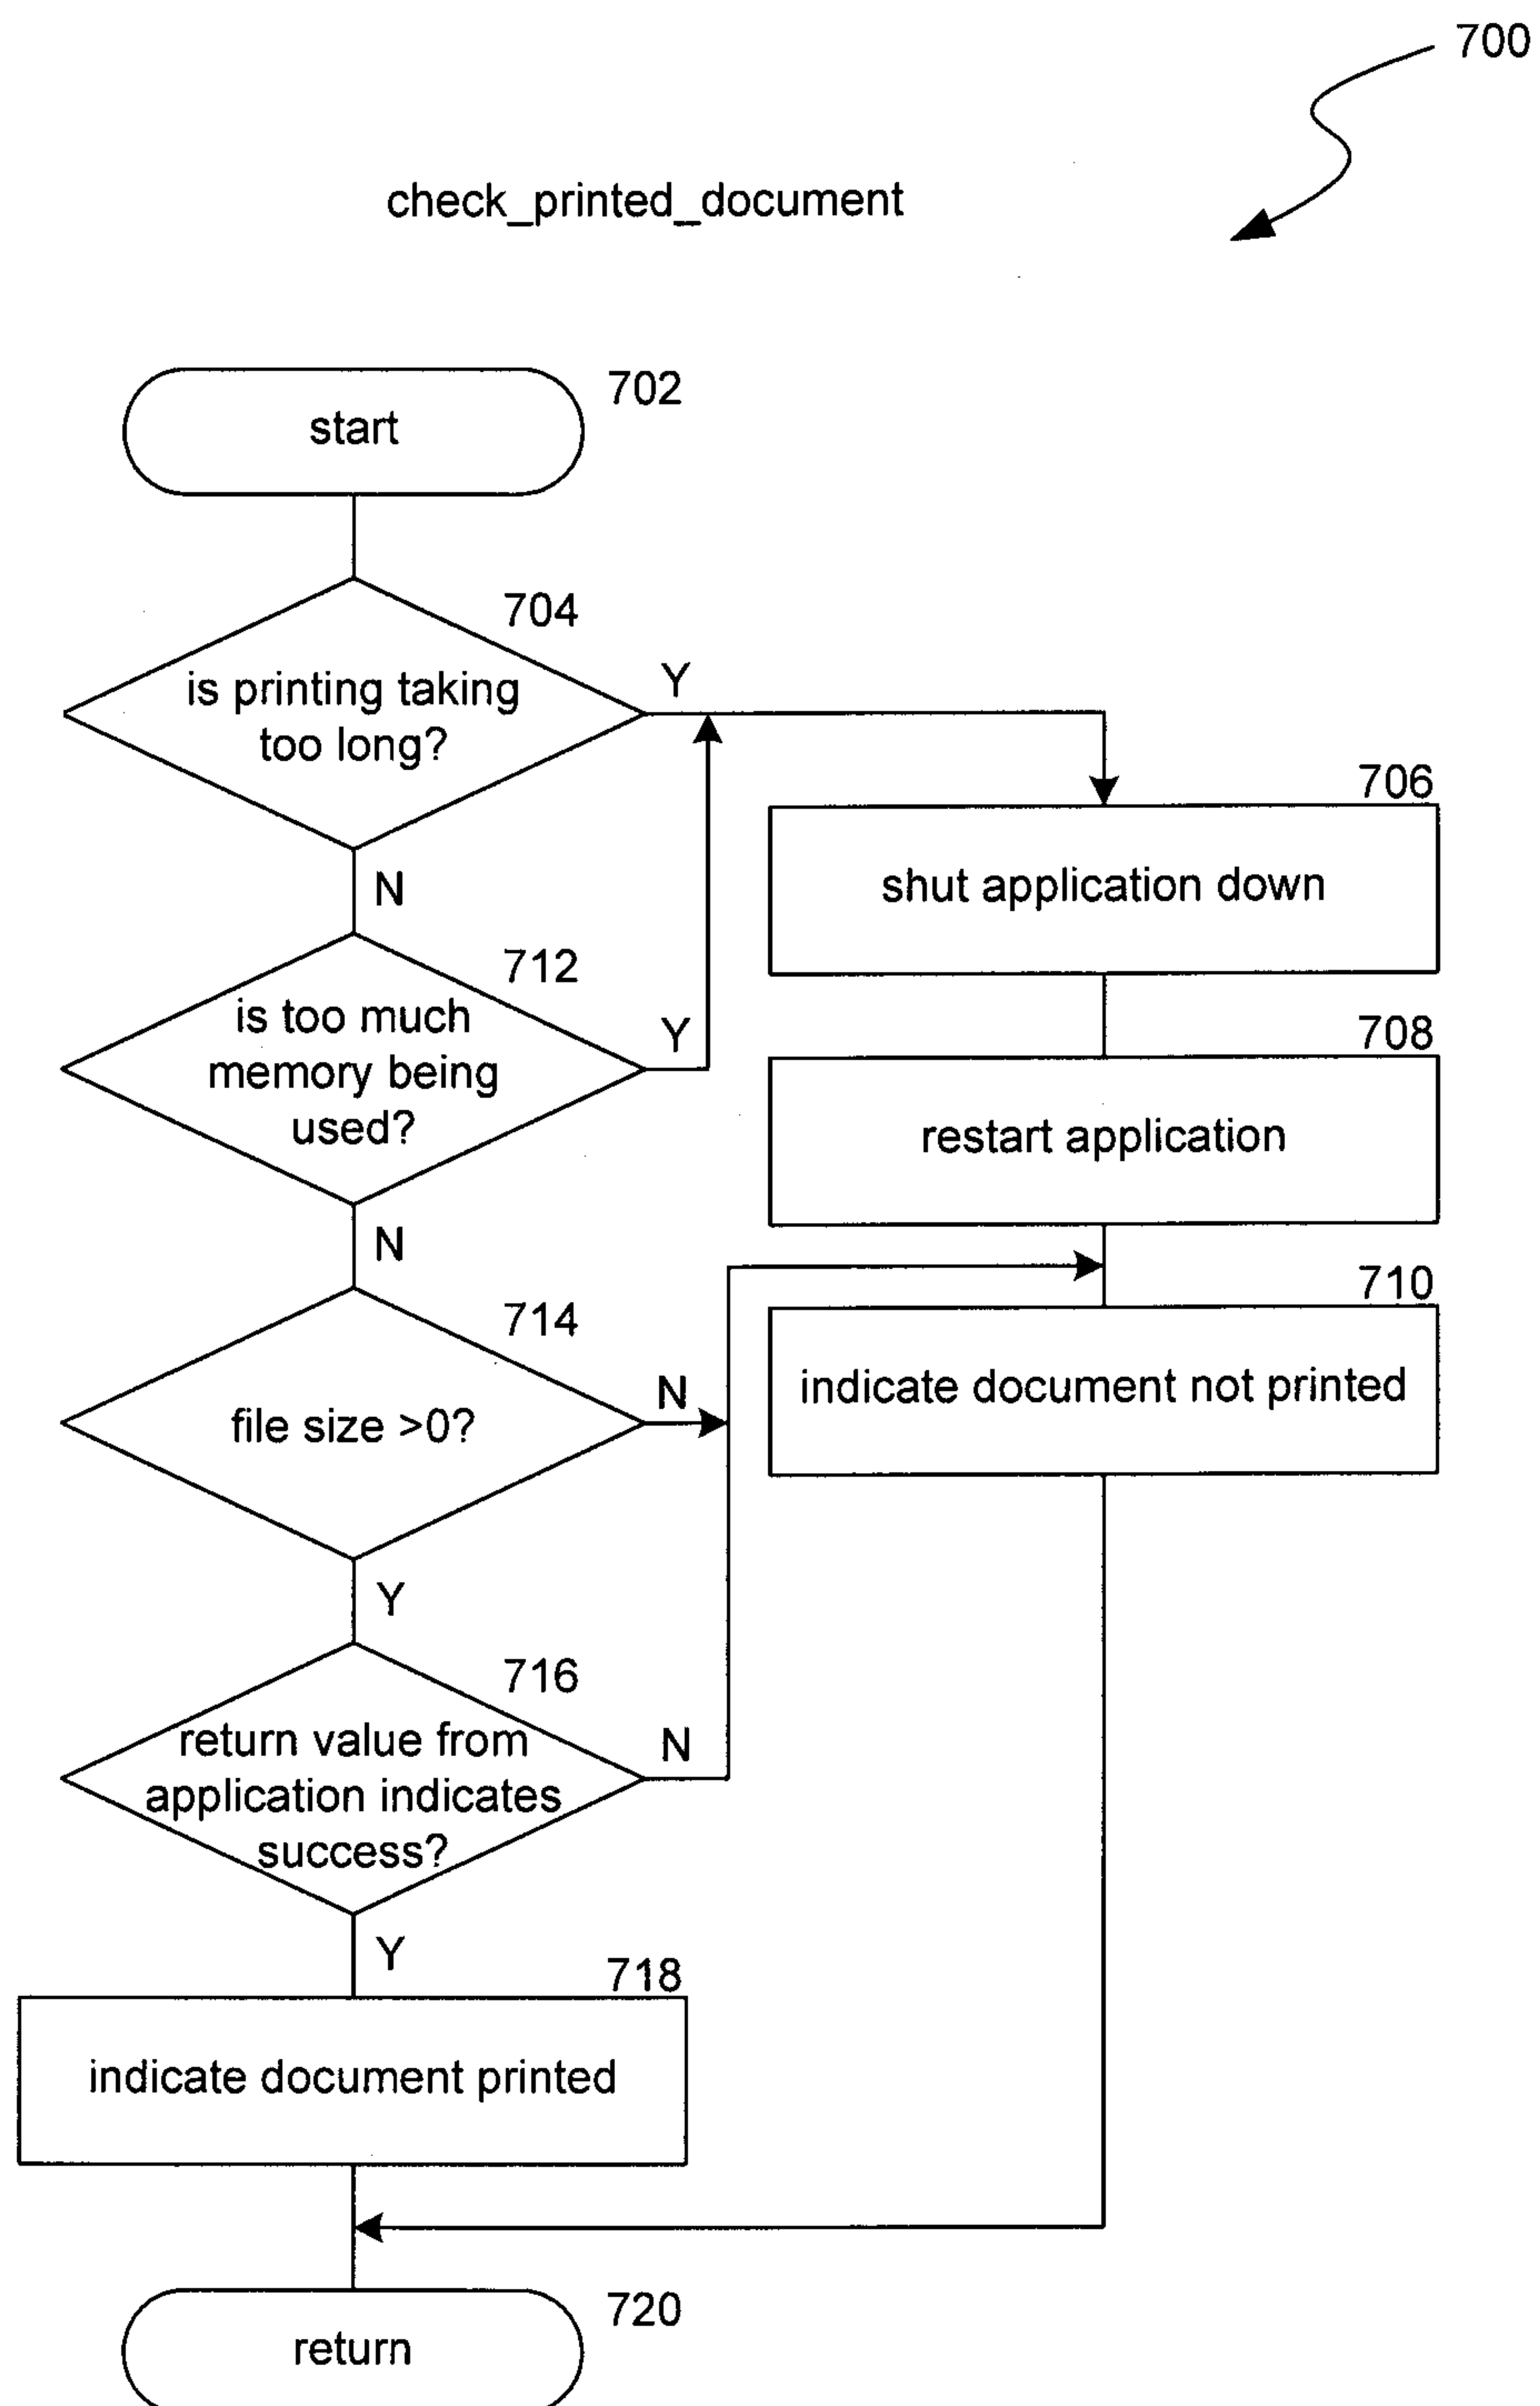 700
check_printed_document
702
start
704
is printing taking
too long?
Y
N
706
shut application down
712
is too much
memory being
used?
Y
N
708
restart application
714
file size >0?
N
Y
710
indicate document not printed
716
return value from
application indicates
success?
N
Y
718
indicate document printed
720
return